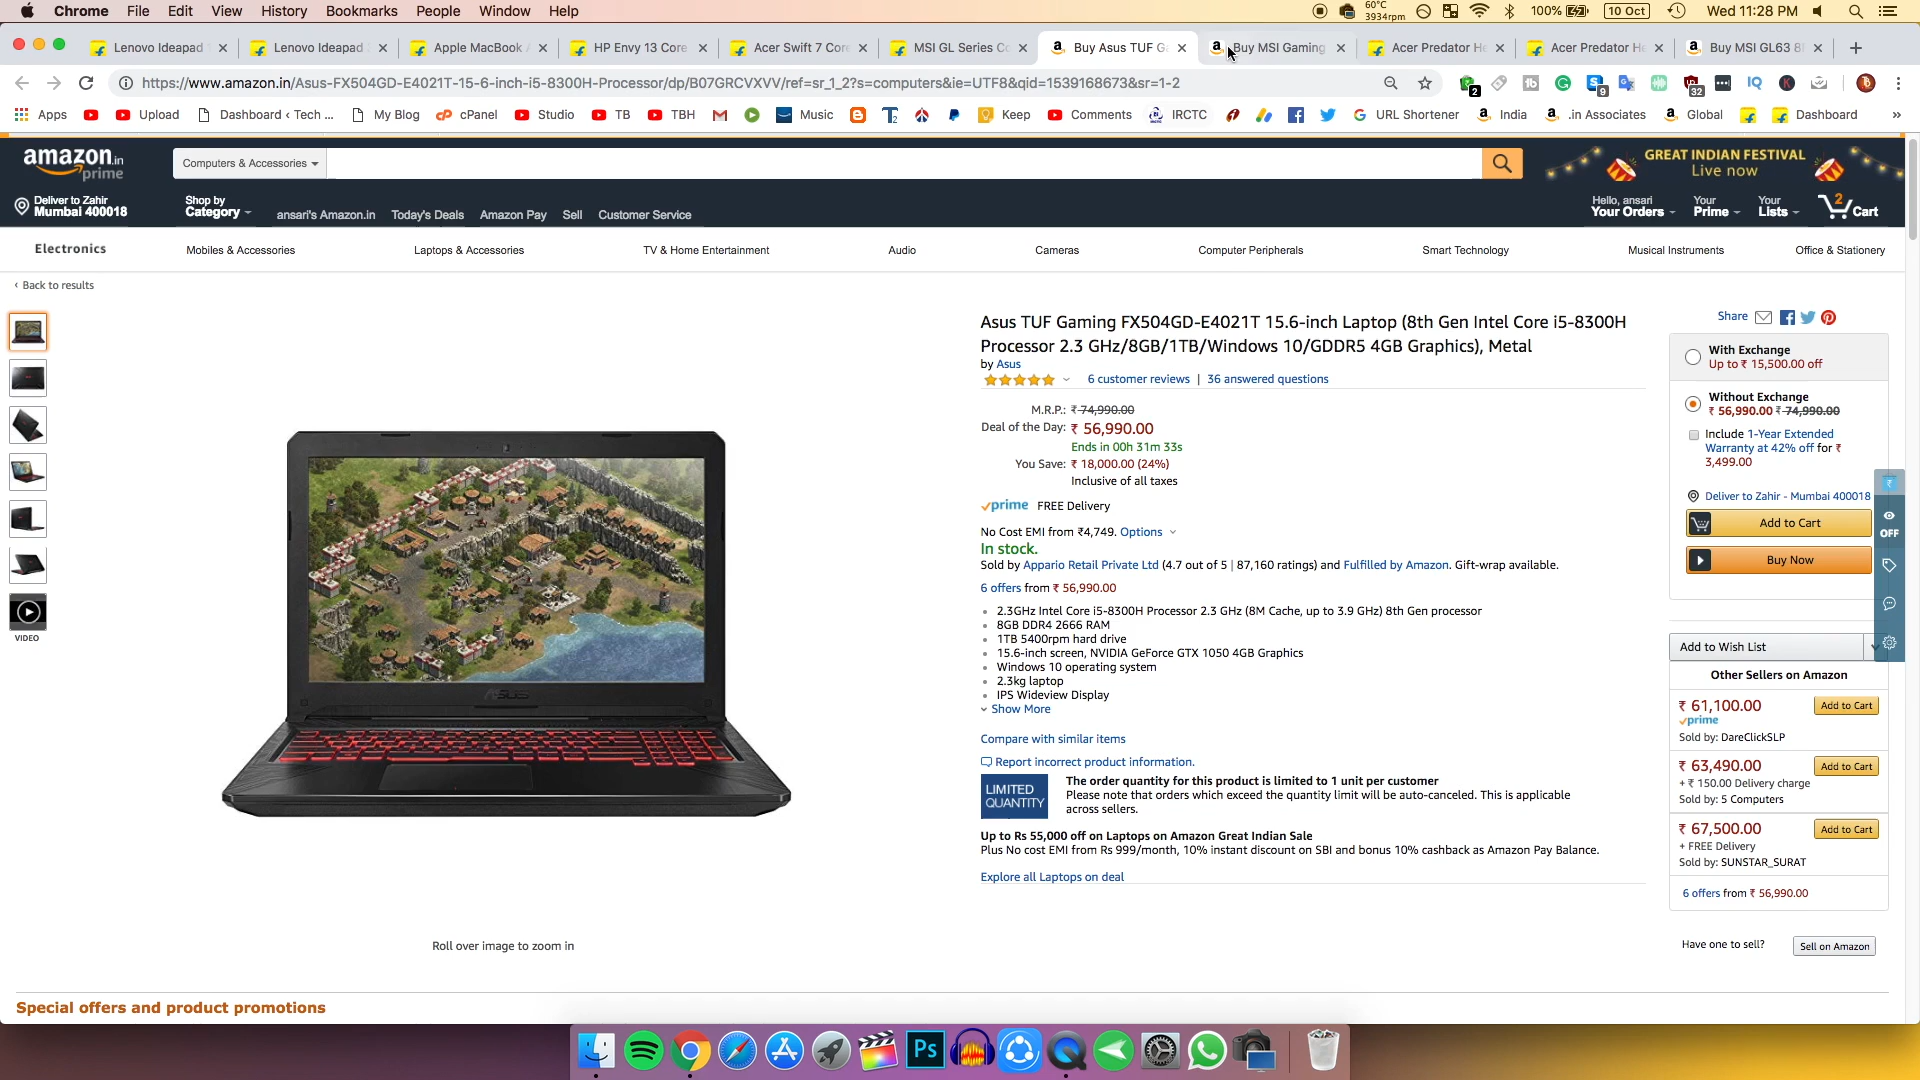 Chrome File Edit View History Bookmarks People Window Help 60°C 3934rpm 100% 10 Oct Wed 11:28 PM
Lenovo Ideapad Lenovo Ideapad Apple MacBook HP Envy 13 Core Acer Swift 7 Core MSI GL Series Co Buy Asus TUF Ga Buy MSI Gaming Acer Predator He Acer Predator He Buy MSI GL63 8
https://www.amazon.in/Asus-FX504GD-E4021T-15-6-inch-i5-8300H-Processor/dp/B07GRCVXVV/ref=sr_1_2?s=computers&ie=UTF8&qid=1539168673&sr=1-2
Apps Upload Dashboard ‹ Tech ... My Blog cPanel Studio TB TBH Music Keep Comments IRCTC URL Shortener India .in Associates Global Dashboard »
amazon.in prime
Computers & Accessories
GREAT INDIAN FESTIVAL
Live now
Deliver to Zahir
Mumbai 400018
Shop by
Category
ansari's Amazon.in Today's Deals Amazon Pay Sell Customer Service
Hello, ansari
Your Orders
Your
Prime
Your
Lists
2
Cart
Electronics Mobiles & Accessories Laptops & Accessories TV & Home Entertainment Audio Cameras Computer Peripherals Smart Technology Musical Instruments Office & Stationery
‹ Back to results
VIDEO
ASUS
Roll over image to zoom in
Asus TUF Gaming FX504GD-E4021T 15.6-inch Laptop (8th Gen Intel Core i5-8300H
Processor 2.3 GHz/8GB/1TB/Windows 10/GDDR5 4GB Graphics), Metal
by Asus
6 customer reviews | 36 answered questions
M.R.P.: ₹ 74,990.00
Deal of the Day: ₹ 56,990.00
Ends in 00h 31m 33s
You Save: ₹ 18,000.00 (24%)
Inclusive of all taxes
prime FREE Delivery
No Cost EMI from ₹4,749. Options
In stock.
Sold by Appario Retail Private Ltd (4.7 out of 5 | 87,160 ratings) and Fulfilled by Amazon. Gift-wrap available.
6 offers from ₹ 56,990.00
2.3GHz Intel Core i5-8300H Processor 2.3 GHz (8M Cache, up to 3.9 GHz) 8th Gen processor
8GB DDR4 2666 RAM
1TB 5400rpm hard drive
15.6-inch screen, NVIDIA GeForce GTX 1050 4GB Graphics
Windows 10 operating system
2.3kg laptop
IPS Wideview Display
Show More
Compare with similar items
Report incorrect product information.
LIMITED
QUANTITY
The order quantity for this product is limited to 1 unit per customer
Please note that orders which exceed the quantity limit will be auto-canceled. This is applicable
across sellers.
Up to Rs 55,000 off on Laptops on Amazon Great Indian Sale
Plus No cost EMI from Rs 999/month, 10% instant discount on SBI and bonus 10% cashback as Amazon Pay Balance.
Explore all Laptops on deal
Share
With Exchange
Up to ₹ 15,500.00 off
Without Exchange
₹ 56,990.00 ₹ 74,990.00
Include 1-Year Extended
Warranty at 42% off for ₹
3,499.00
Deliver to Zahir - Mumbai 400018
Add to Cart
Buy Now
OFF
Add to Wish List
Other Sellers on Amazon
₹ 61,100.00 Add to Cart
prime
Sold by: DareClickSLP
₹ 63,490.00 Add to Cart
+ ₹ 150.00 Delivery charge
Sold by: 5 Computers
₹ 67,500.00 Add to Cart
+ FREE Delivery
Sold by: SUNSTAR_SURAT
6 offers from ₹ 56,990.00
Have one to sell? Sell on Amazon
Special offers and product promotions
Ps